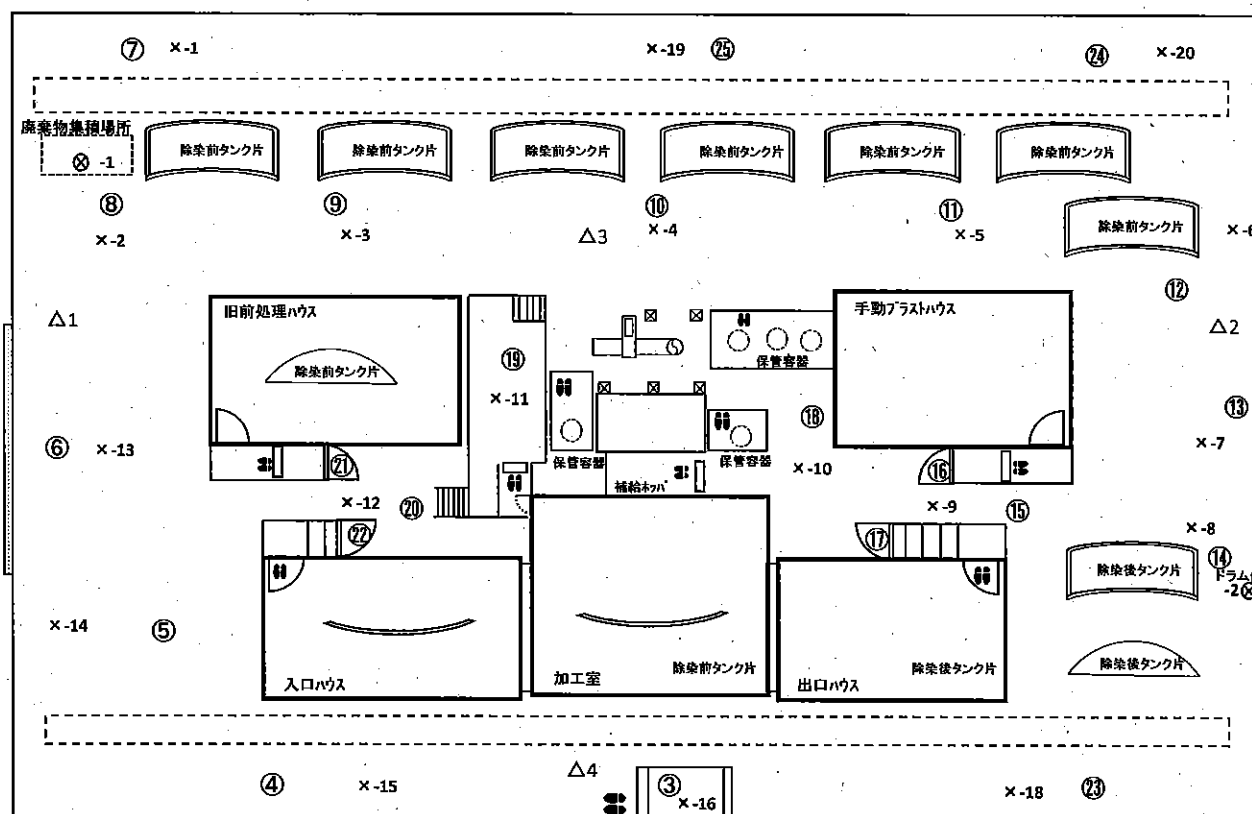 ⑦ ×-1 ×-19 ㉕ ㉔ ×-20
廃棄物集積場所
⊗ -1
除染前タンク片 除染前タンク片 除染前タンク片 除染前タンク片 除染前タンク片 除染前タンク片
⑧ ⑨ ⑩ ⑪
×-2 ×-3 △3 ×-4 ×-5
除染前タンク片 ×-6
⑫
△1 旧前処理ハウス 手動ブラストハウス △2
⑲ 保管容器
除染前タンク片
×-11 ⑱ ⑬
⑥ ×-13 ×-7
㉑ 保管容器 保管容器 ×-10 ⑯
補給ホッパ
×-12 ⑳ ×-9 ⑮
㉒ ⑰ ×-8
⑭
除染後タンク片 ドラム
-2⊗
×-14 ⑤
除染前タンク片 除染後タンク片 除染後タンク片
入口ハウス 加工室 出口ハウス
④ ×-15 △4 ③ ×-16 ×-18 ㉓